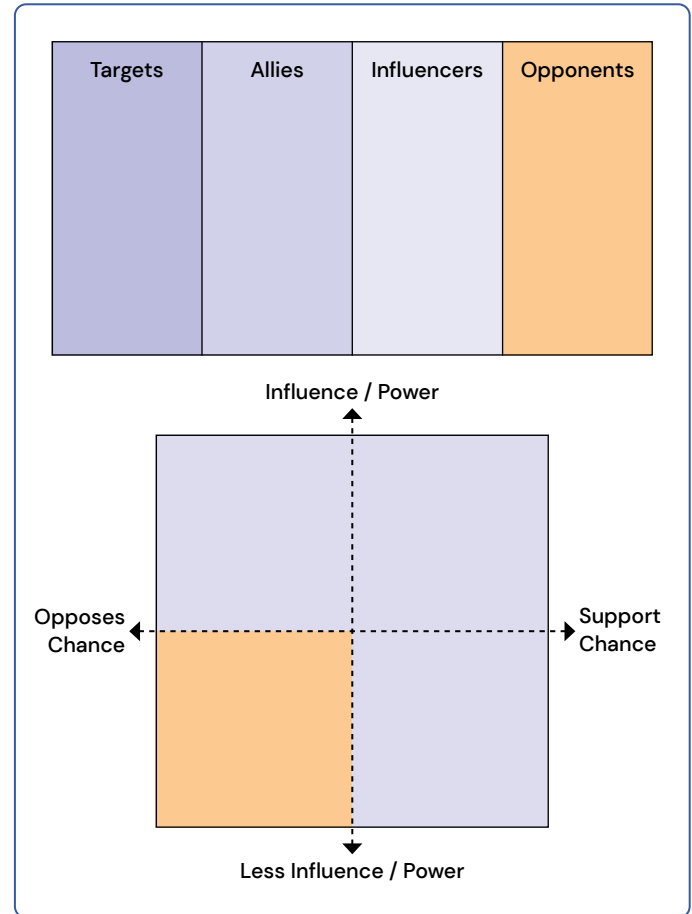 Targets
Allies
Influencers
Opponents
Influence / Power
Opposes
Chance
Support
Chance
Less Influence / Power